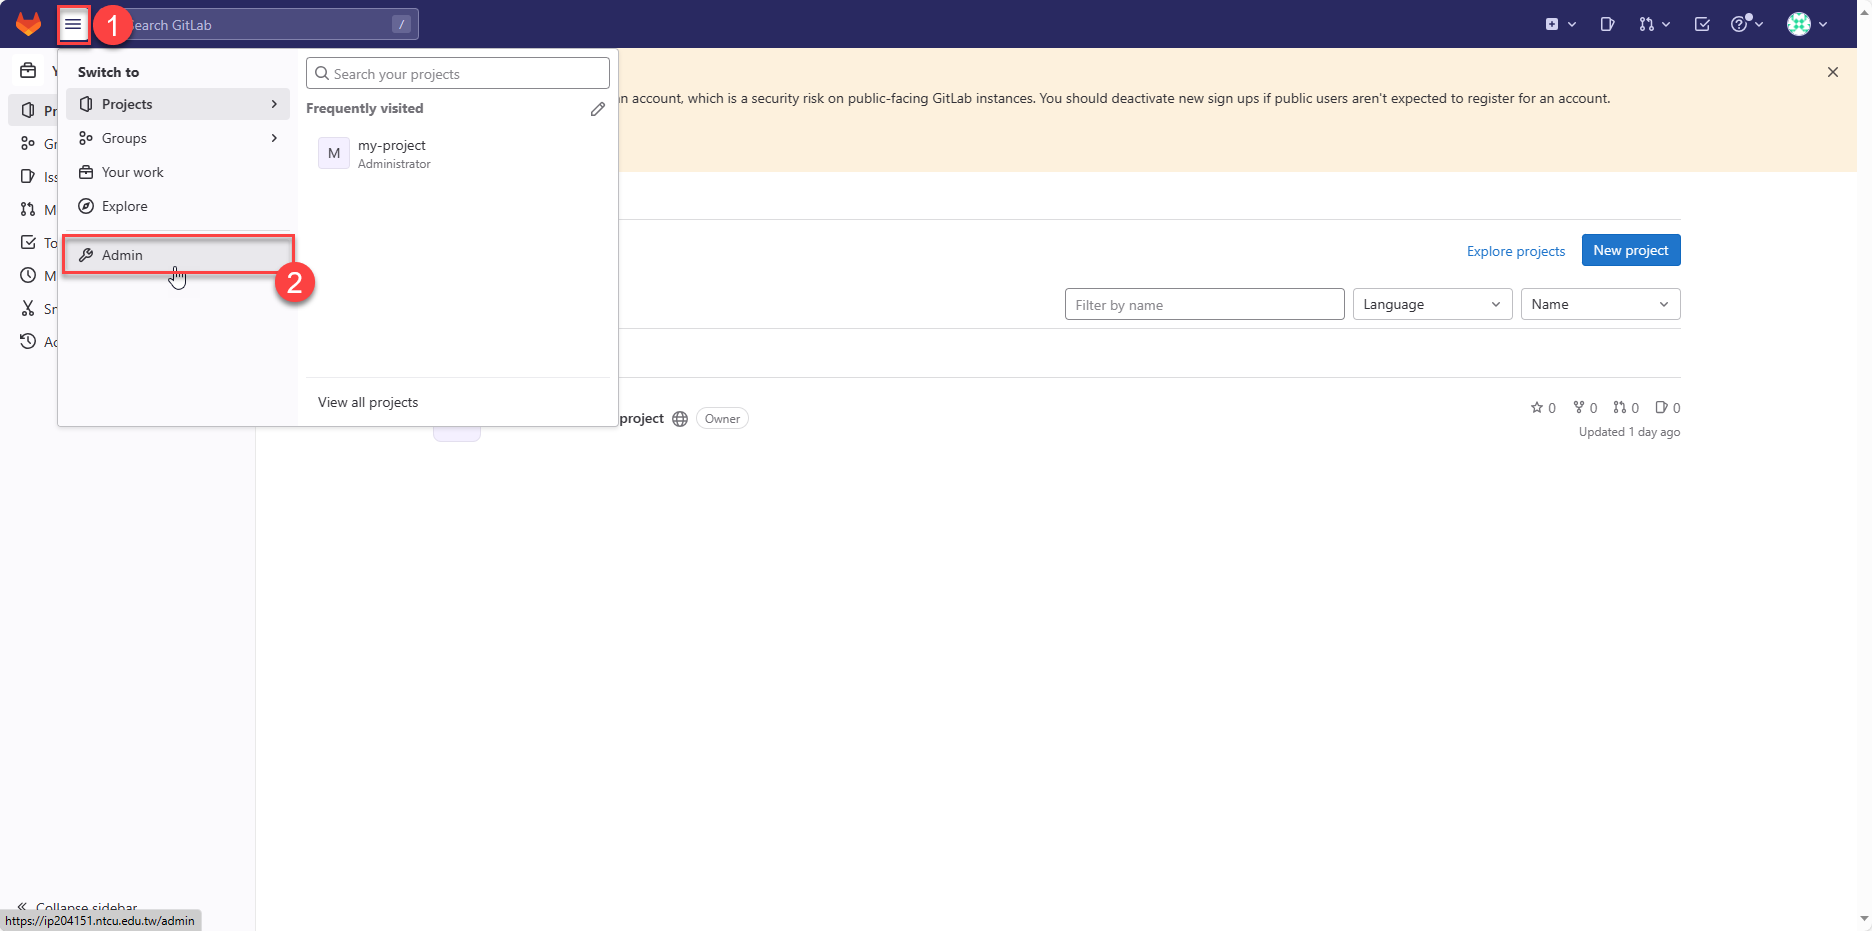 1
earch GitLab
/
Switch to
Projects
Groups
Your work
Explore
Admin
2
Search your projects
Frequently visited
M
my-project
Administrator
View all projects
Y
Pr
Gr
Iss
M
To
M
Sn
Ac
n account, which is a security risk on public-facing GitLab instances. You should deactivate new sign ups if public users aren't expected to register for an account.
Explore projects
New project
Filter by name
Language
Name
project
Owner
0
0
0
0
Updated 1 day ago
Collapse sidebar
https://ip204151.ntcu.edu.tw/admin